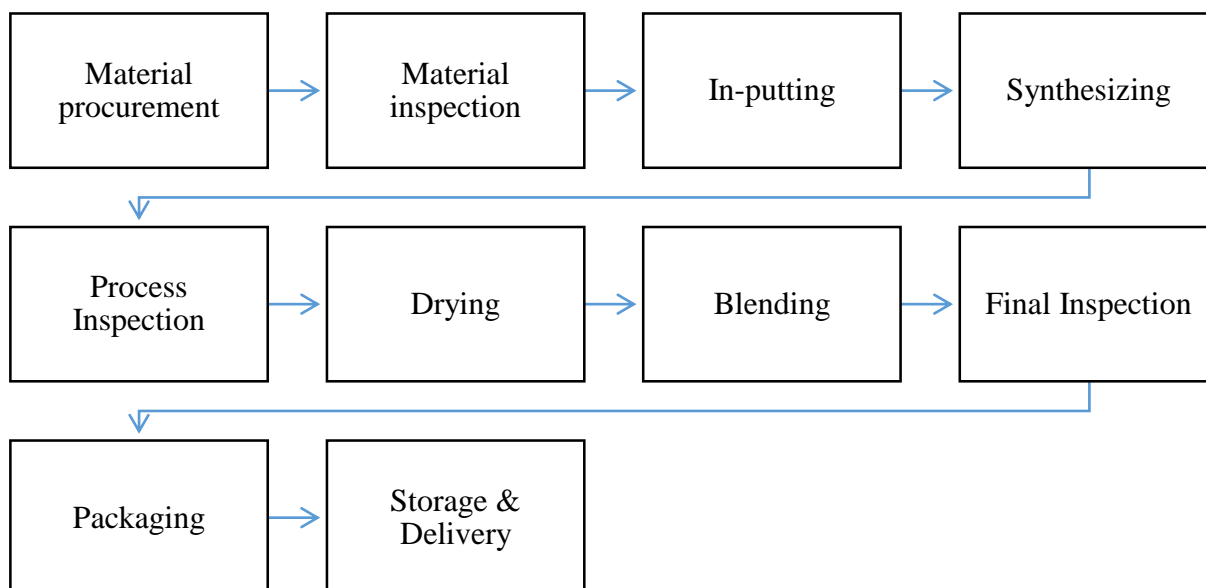 Material
procurement
Material
inspection
In-putting
Synthesizing
Process
Inspection
Drying
Blending
Final Inspection
Packaging
Storage &
Delivery